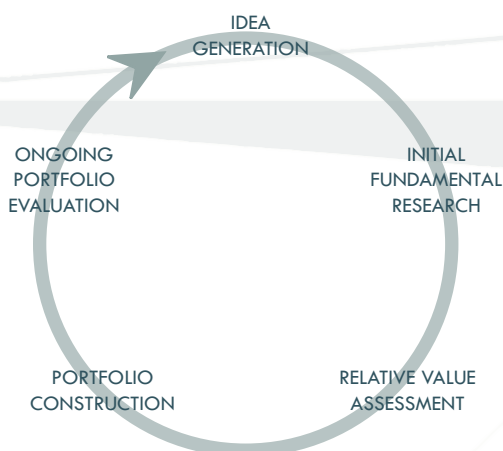 IDEA
GENERATION
INITIAL
FUNDAMENTAL
RESEARCH
RELATIVE VALUE
ASSESSMENT
PORTFOLIO
CONSTRUCTION
ONGOING
PORTFOLIO
EVALUATION